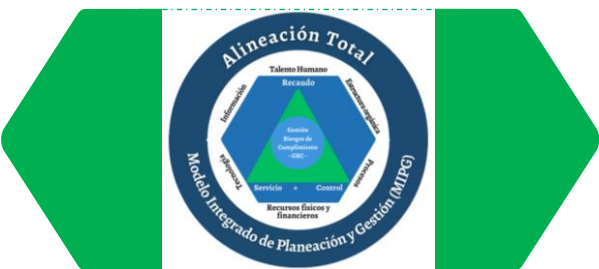 Alineación Total
Talento Humano
Información
Estructura orgánica
Recaudo
Gestión
Riesgos de
Cumplimiento
- GRC -
Tecnología
Procesos
Servicio + Control
Recursos físicos y
financieros
Modelo Integrado de Planeación y Gestión (MIPG)